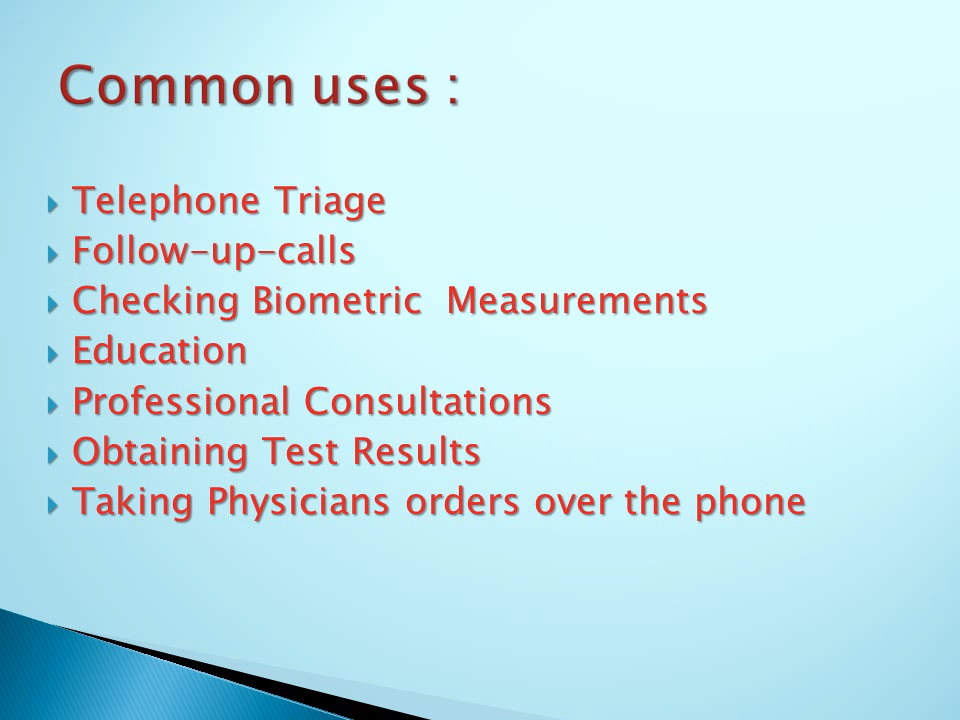 Common uses :
Telephone Triage
Follow-up-calls
Checking Biometric  Measurements
Education
Professional Consultations
Obtaining Test Results
Taking Physicians orders over the phone